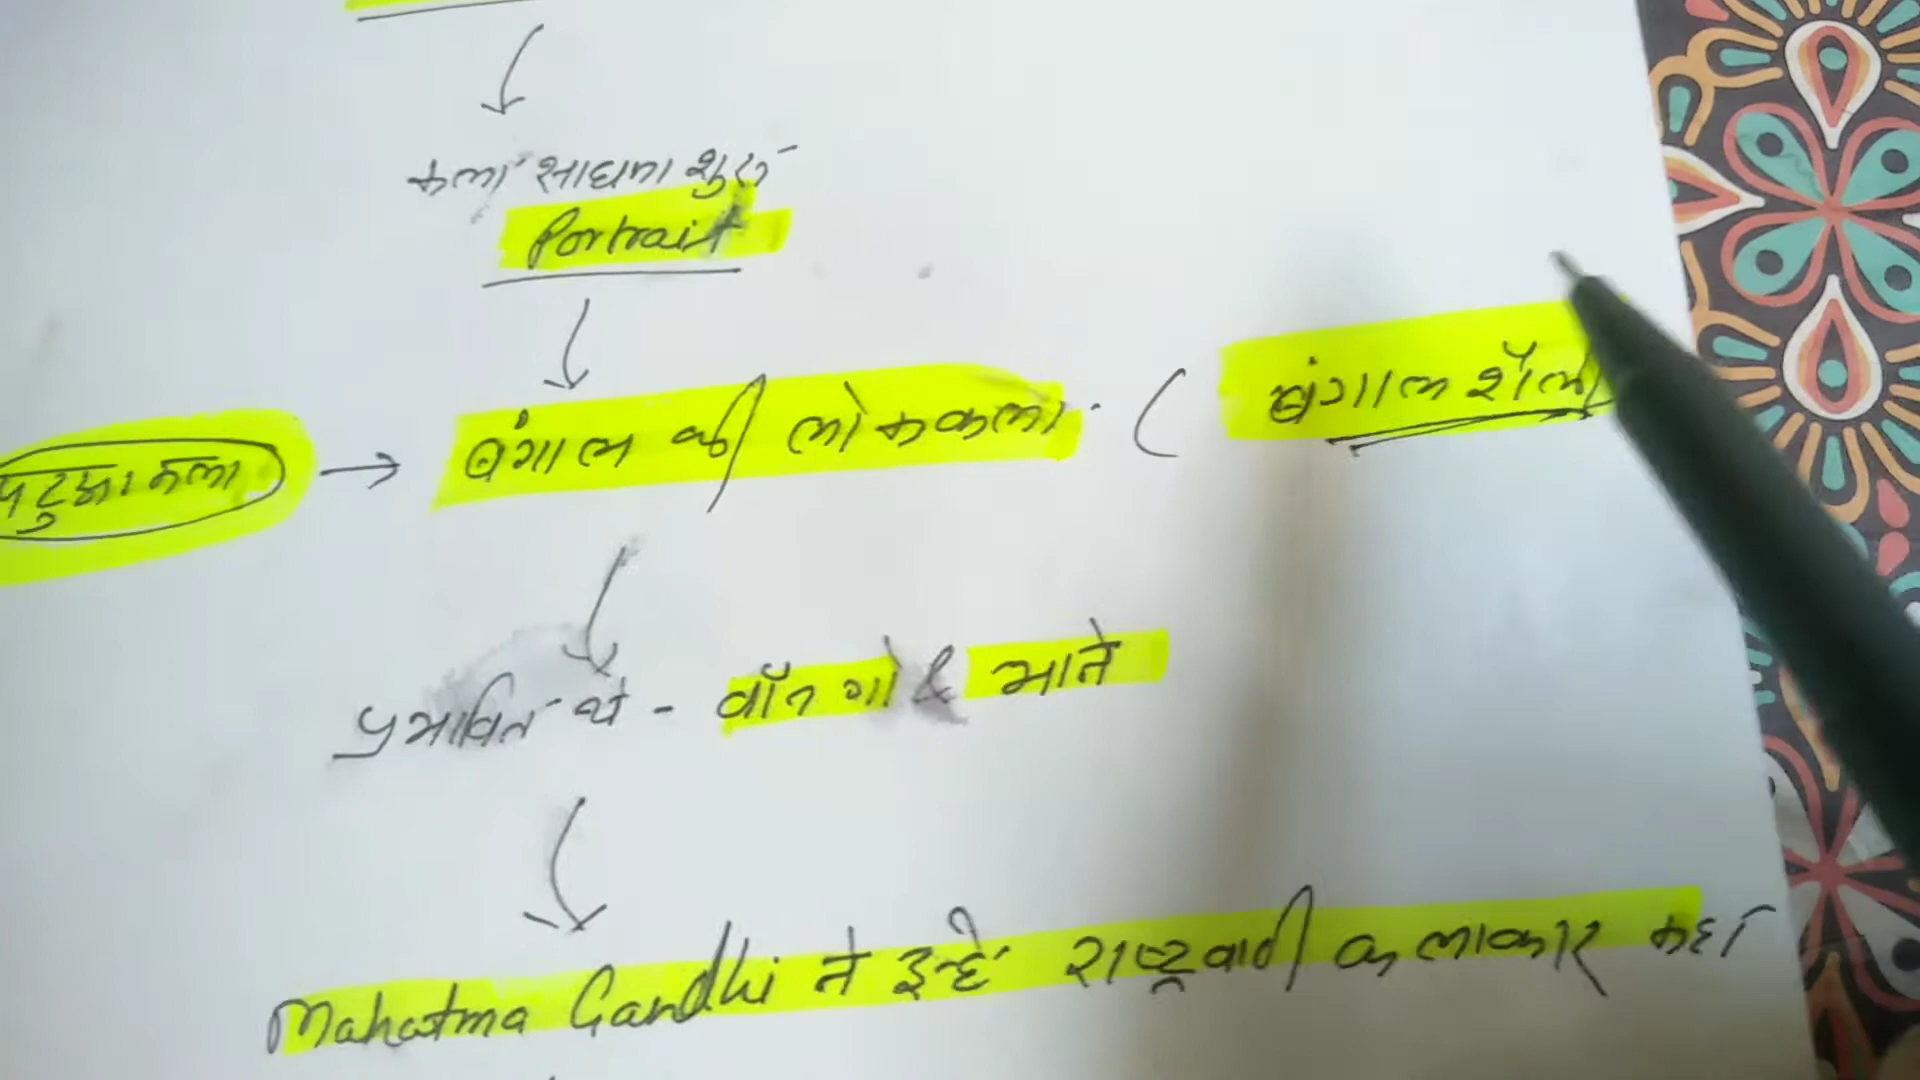 कला साधना शुरू
Portrait
पटुआ कला → बंगाल की लोककला (बंगाल शैली
प्रभावित थे - वॉन गो & माने
Mahatma Gandhi ने इन्हें राष्ट्रवादी कलाकार कहा